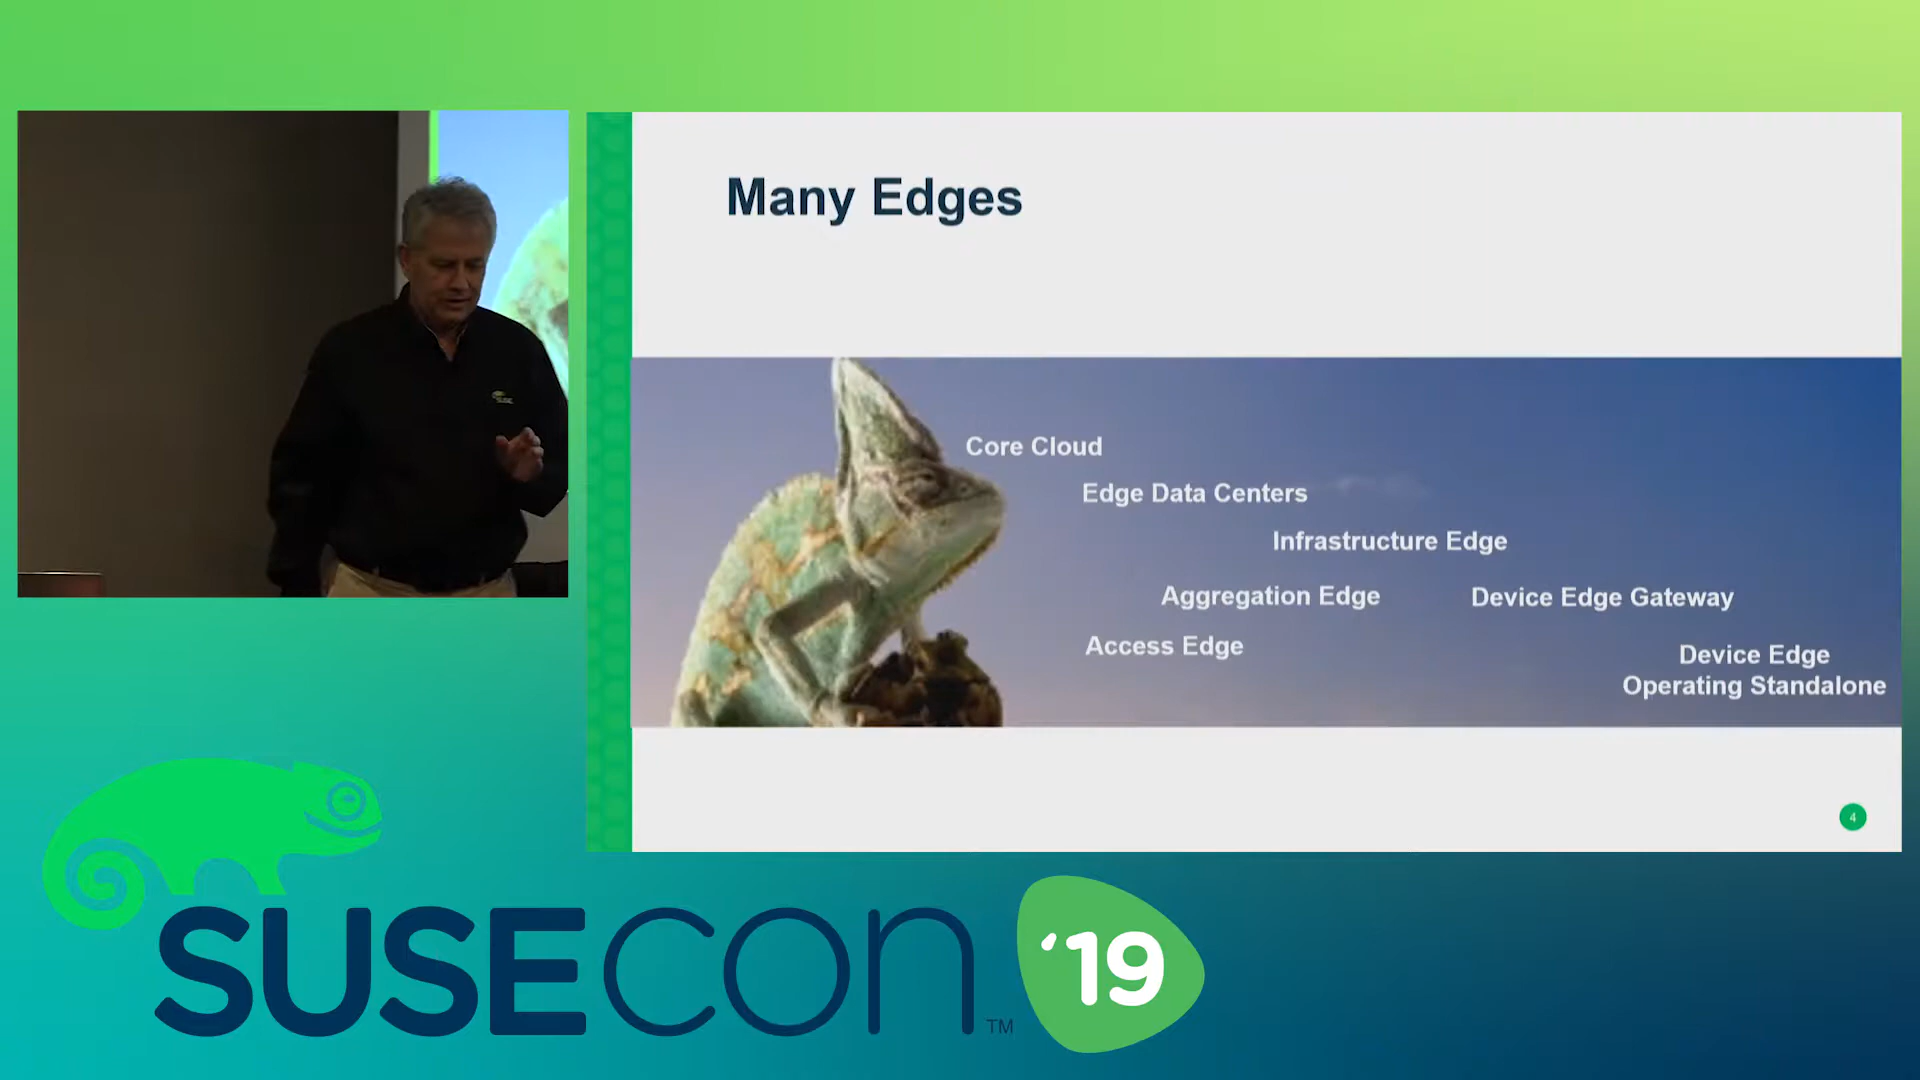 Many Edges
Core Cloud
Edge Data Centers
Infrastructure Edge
Aggregation Edge
Device Edge Gateway
Access Edge
Device Edge
Operating Standalone
4
SUSECON
TM
'19